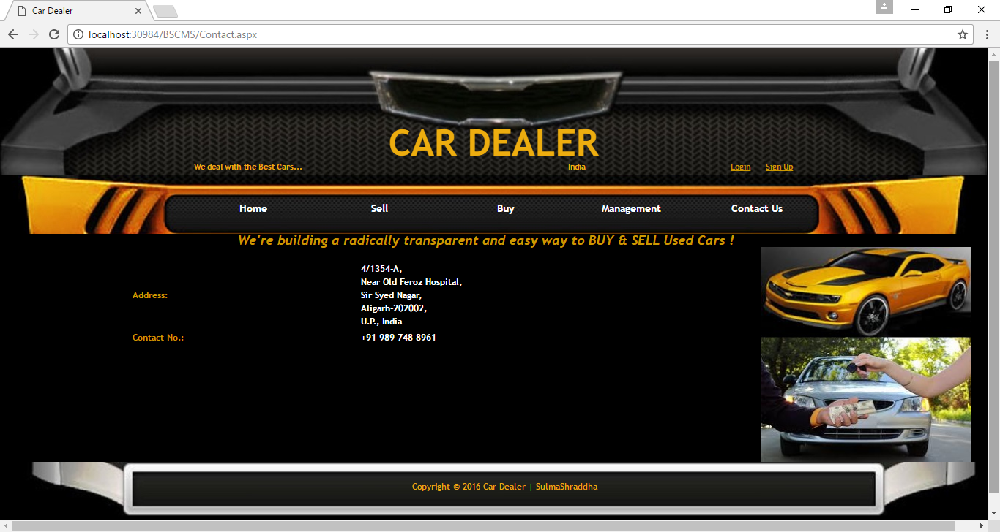 Car Dealer
localhost:30984/BSCMS/Contact.aspx
CAR DEALER
We deal with the Best Cars...
India
Login
Sign Up
Home
Sell
Buy
Management
Contact Us
We're building a radically transparent and easy way to BUY & SELL Used Cars !
4/1354-A,
Near Old Feroz Hospital,
Address:
Sir Syed Nagar,
Aligarh-202002,
U.P., India
Contact No.:
+91-989-748-8961
Copyright © 2016 Car Dealer | SulmaShraddha